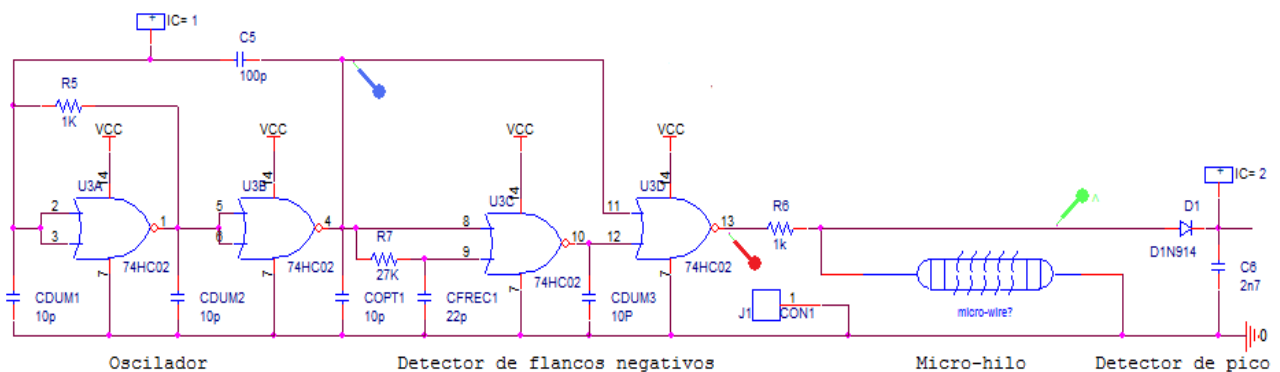 IC= 1
C5
100p
R5
1K
VCC
VCC
VCC
VCC
14
14
14
14
U3A
U3B
U3C
U3D
2
3
1
5
6
4
8
9
10
11
12
13
7
7
7
7
74HC02
74HC02
74HC02
74HC02
R7
27K
R6
1k
A
IC= 2
D1
D1N914
C6
2n7
CDUM1
10p
CDUM2
10p
COPT1
10p
CFREC1
22p
CDUM3
10P
J1
1
CON1
micro-wire?
0
Oscilador
Detector de flancos negativos
Micro-hilo
Detector de pico